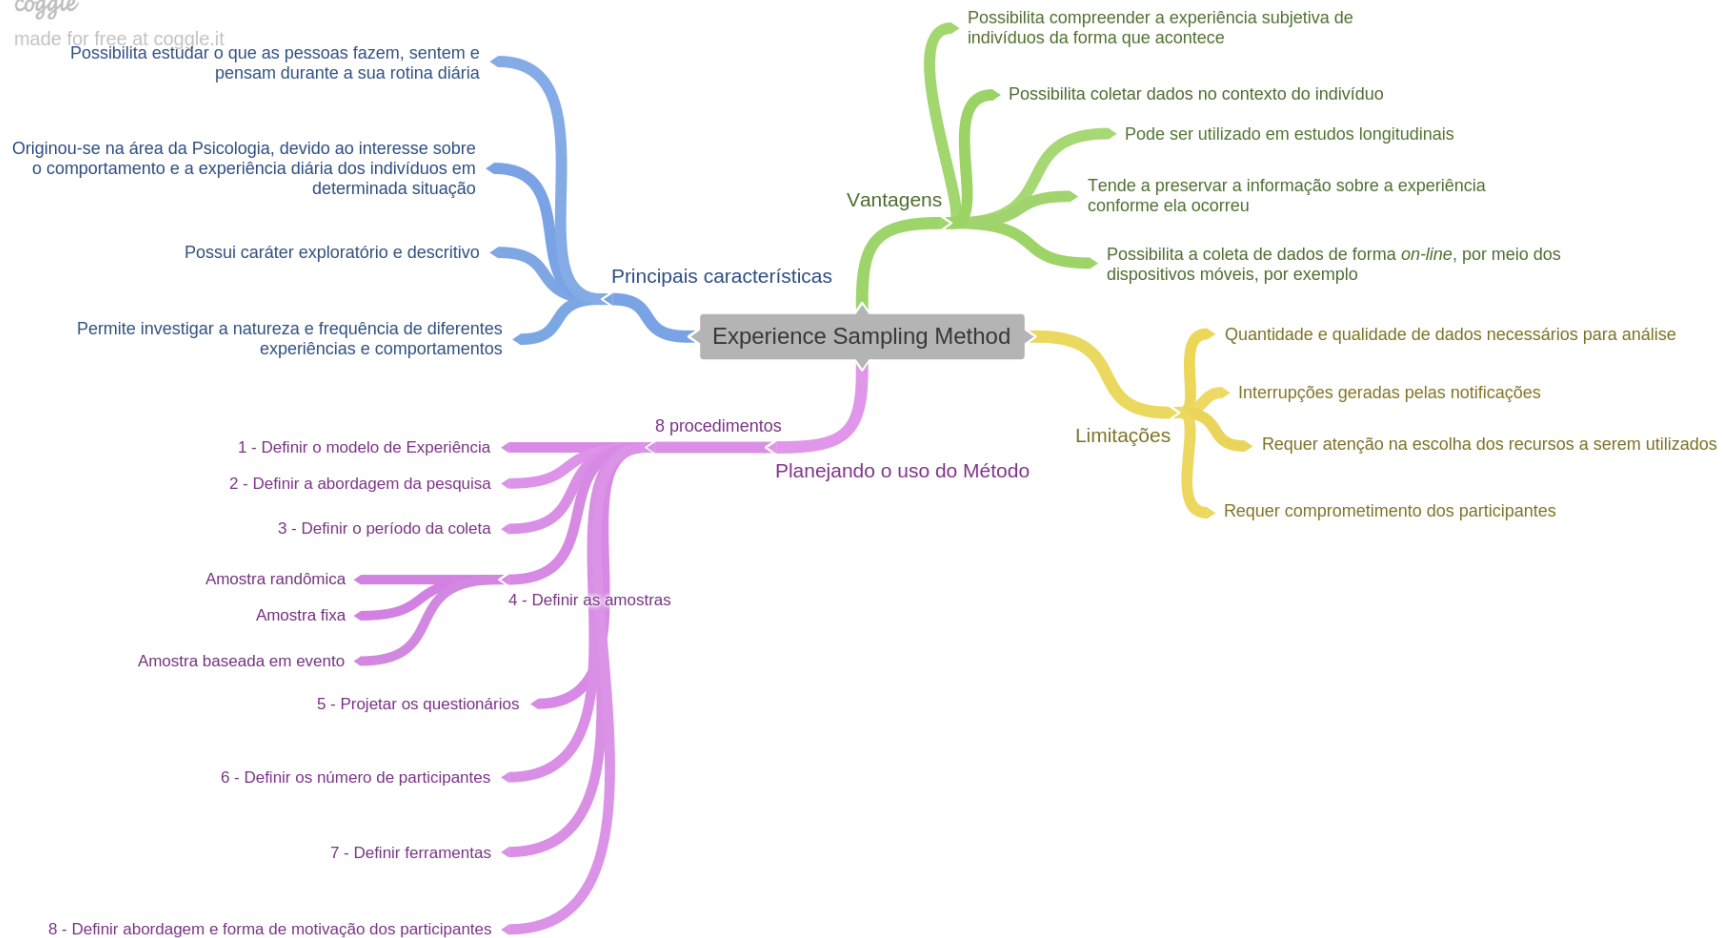 coggle
made for free at coggle.it
Possibilita estudar o que as pessoas fazem, sentem e
pensam durante a sua rotina diária
Originou-se na área da Psicologia, devido ao interesse sobre
o comportamento e a experiência diária dos indivíduos em
determinada situação
Possui caráter exploratório e descritivo
Permite investigar a natureza e frequência de diferentes
experiências e comportamentos
Principais características
Experience Sampling Method
Vantagens
Possibilita compreender a experiência subjetiva de
indivíduos da forma que acontece
Possibilita coletar dados no contexto do indivíduo
Pode ser utilizado em estudos longitudinais
Tende a preservar a informação sobre a experiência
conforme ela ocorreu
Possibilita a coleta de dados de forma on-line, por meio dos
dispositivos móveis, por exemplo
Limitações
Quantidade e qualidade de dados necessários para análise
Interrupções geradas pelas notificações
Requer atenção na escolha dos recursos a serem utilizados
Requer comprometimento dos participantes
Planejando o uso do Método
8 procedimentos
1 - Definir o modelo de Experiência
2 - Definir a abordagem da pesquisa
3 - Definir o período da coleta
4 - Definir as amostras
Amostra randômica
Amostra fixa
Amostra baseada em evento
5 - Projetar os questionários
6 - Definir os número de participantes
7 - Definir ferramentas
8 - Definir abordagem e forma de motivação dos participantes